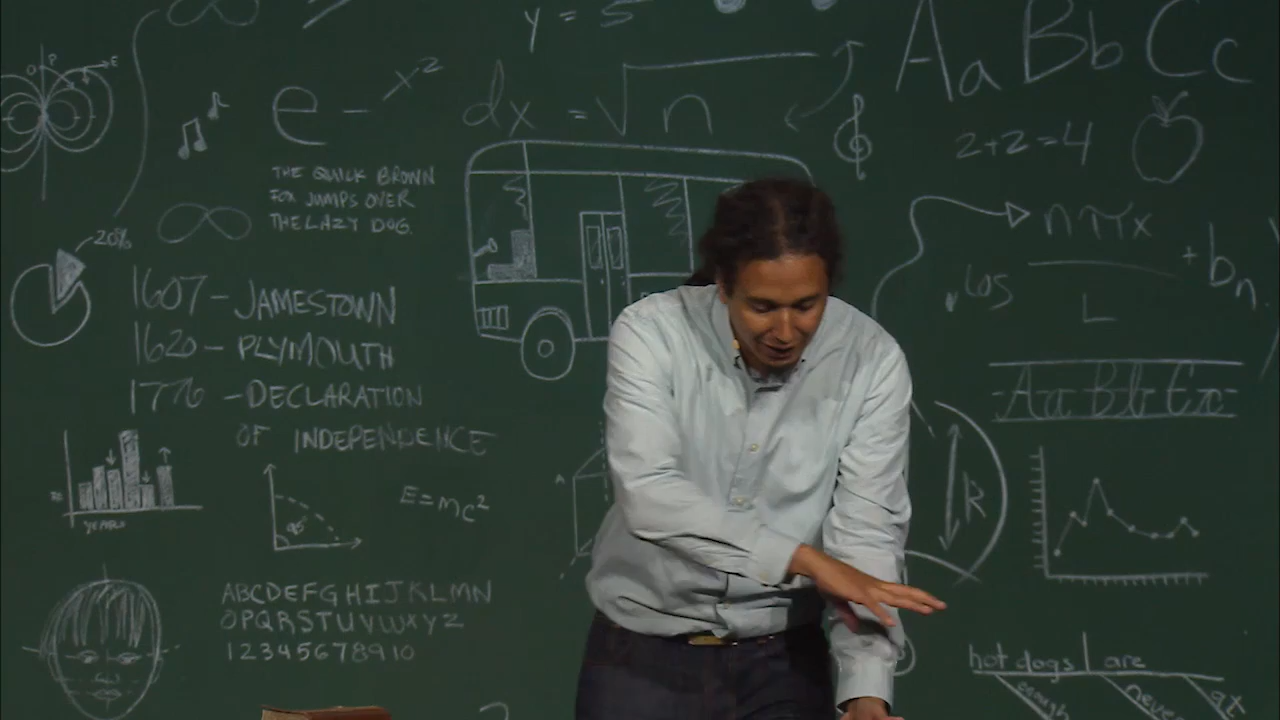 y = 5
Aa Bb Cc
e - x²
dx = √n
2+2=4
THE QUICK BROWN
FOX JUMPS OVER
THE LAZY DOG.
20%
nπx
+ bn
cos
L
1607 - JAMESTOWN
1620 - PLYMOUTH
1776 - DECLARATION
OF INDEPENDENCE
Aa Bb Cc
E=mc²
R
YEARS
ABCDEFGHIJKLMN
OPQRSTUVWXYZ
12345678910
hot dogs are
enough